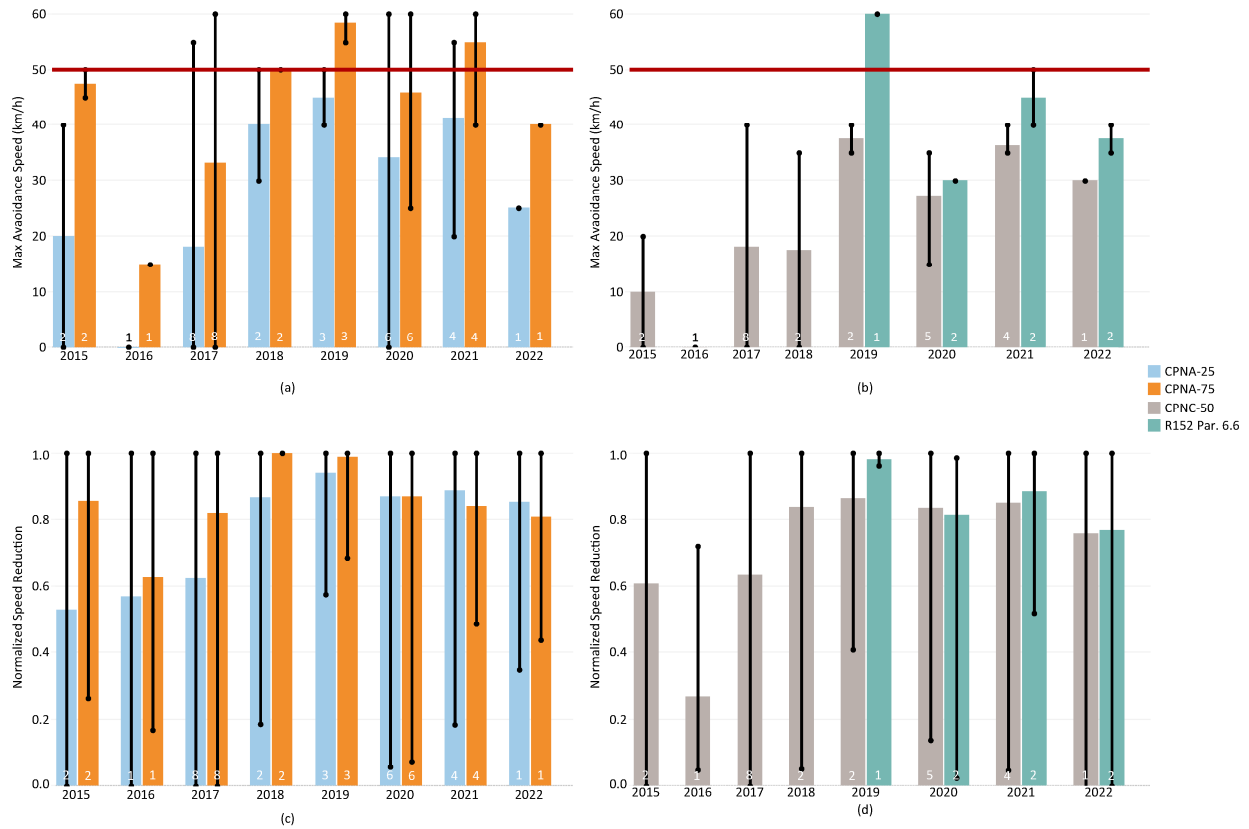 60
50
40
30
20
10
0
Max Avaoidance Speed (km/h)
2 2 1 1 8 8 2 2 3 3 6 6 4 4 1 1
2015 2016 2017 2018 2019 2020 2021 2022
(a)
60
50
40
30
20
10
0
Max Avaoidance Speed (km/h)
2 1 8 2 2 1 5 2 4 2 1 2
2015 2016 2017 2018 2019 2020 2021 2022
(b)
CPNA-25
CPNA-75
CPNC-50
R152 Par. 6.6
1.0
0.8
0.6
0.4
0.2
0.0
Normalized Speed Reduction
2 2 1 1 8 8 2 2 3 3 6 6 4 4 1 1
2015 2016 2017 2018 2019 2020 2021 2022
(c)
1.0
0.8
0.6
0.4
0.2
0.0
Normalized Speed Reduction
2 1 8 2 2 1 5 2 4 2 1 2
2015 2016 2017 2018 2019 2020 2021 2022
(d)